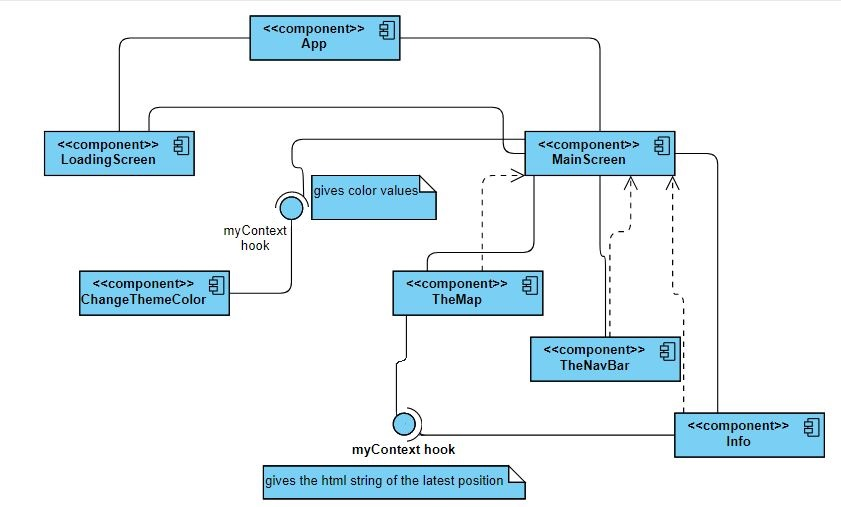 <<component>>
App
<<component>>
LoadingScreen
<<component>>
MainScreen
gives color values
myContext
hook
<<component>>
ChangeThemeColor
<<component>>
TheMap
<<component>>
TheNavBar
<<component>>
Info
myContext hook
gives the html string of the latest position